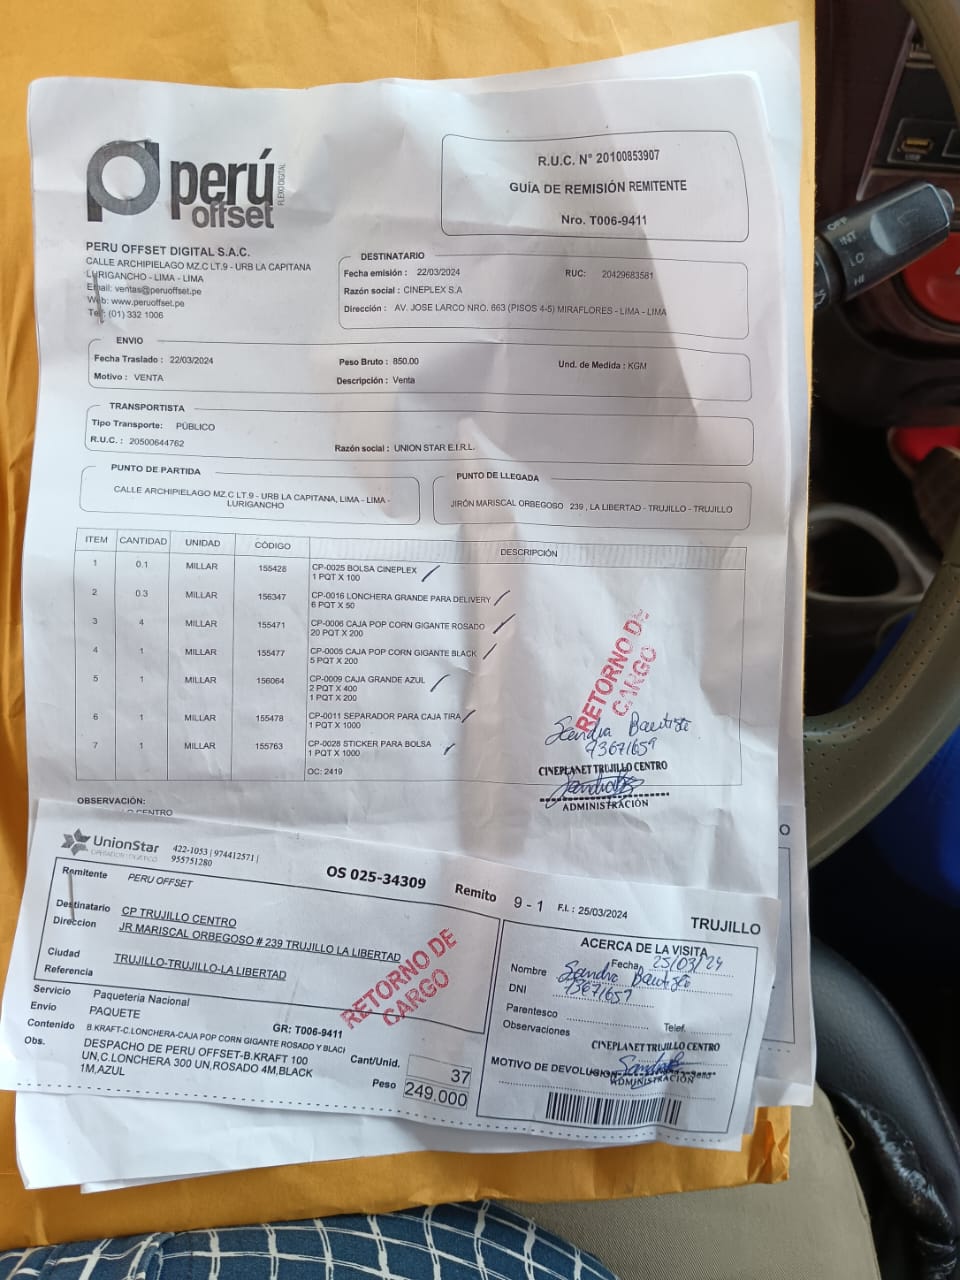 perú
offset
PLEXO DIGITAL
R.U.C. N° 20100853907
GUÍA DE REMISIÓN REMITENTE
Nro. T006-9411
PERU OFFSET DIGITAL S.A.C.
CALLE ARCHIPIELAGO MZ.C LT.9 - URB LA CAPITANA
LURIGANCHO - LIMA - LIMA
Email: ventas@peruoffset.pe
Web: www.peruoffset.pe
Telf: (01) 332 1006
DESTINATARIO
Fecha emisión : 22/03/2024 RUC: 20429683581
Razón social : CINEPLEX S.A
Dirección : AV. JOSE LARCO NRO. 663 (PISOS 4-5) MIRAFLORES - LIMA - LIMA
ENVIO
Fecha Traslado : 22/03/2024 Peso Bruto : 850.00 Und. de Medida : KGM
Motivo : VENTA Descripción : Venta
TRANSPORTISTA
Tipo Transporte: PÚBLICO
R.U.C. : 20500644762 Razón social : UNION STAR E.I.R.L.
PUNTO DE PARTIDA
CALLE ARCHIPIELAGO MZ.C LT.9 - URB LA CAPITANA, LIMA - LIMA -
LURIGANCHO
PUNTO DE LLEGADA
JIRÓN MARISCAL ORBEGOSO 239 , LA LIBERTAD - TRUJILLO - TRUJILLO
ITEM CANTIDAD UNIDAD CÓDIGO DESCRIPCIÓN
1 0.1 MILLAR 155428 CP-0025 BOLSA CINEPLEX
1 PQT X 100
2 0.3 MILLAR 156347 CP-0016 LONCHERA GRANDE PARA DELIVERY
6 PQT X 50
3 4 MILLAR 155471 CP-0006 CAJA POP CORN GIGANTE ROSADO
20 PQT X 200
4 1 MILLAR 155477 CP-0005 CAJA POP CORN GIGANTE BLACK
5 PQT X 200
5 1 MILLAR 156064 CP-0009 CAJA GRANDE AZUL
2 PQT X 400
1 PQT X 200
6 1 MILLAR 155478 CP-0011 SEPARADOR PARA CAJA TIRA
1 PQT X 1000
7 1 MILLAR 155763 CP-0028 STICKER PARA BOLSA
1 PQT X 1000
OC: 2419
RETORNO DE
CARGO
Sandra Bautista
73671659
CINEPLANET TRUJILLO CENTRO
ADMINISTRACIÓN
OBSERVACIÓN:
CENTRO
UnionStar
OPERADOR LOGISTICO
422-1053 | 974412571 |
955751280
OS 025-34309
Remito 9 - 1 F.I.: 25/03/2024
TRUJILLO
Remitente PERU OFFSET
Destinatario CP TRUJILLO CENTRO
Direccion JR MARISCAL ORBEGOSO # 239 TRUJILLO LA LIBERTAD
Ciudad TRUJILLO-TRUJILLO-LA LIBERTAD
Referencia
RETORNO DE
CARGO
Servicio Paqueteria Nacional
Envio PAQUETE GR: T006-9411
Contenido B.KRAFT-C.LONCHERA-CAJA POP CORN GIGANTE ROSADO Y BLACI
Obs. DESPACHO DE PERU OFFSET-B.KRAFT 100
UN,C.LONCHERA 300 UN,ROSADO 4M,BLACK
1M,AZUL
Cant/Unid. 37
Peso 249.000
ACERCA DE LA VISITA
Fecha 25/03/24
Nombre Sandra Bautista
DNI 73671659
Parentesco
Telef.
Observaciones
CINEPLANET TRUJILLO CENTRO
MOTIVO DE DEVOLUCION
ADMINISTRACIÓN
OFF
INT
LO
HI
USB